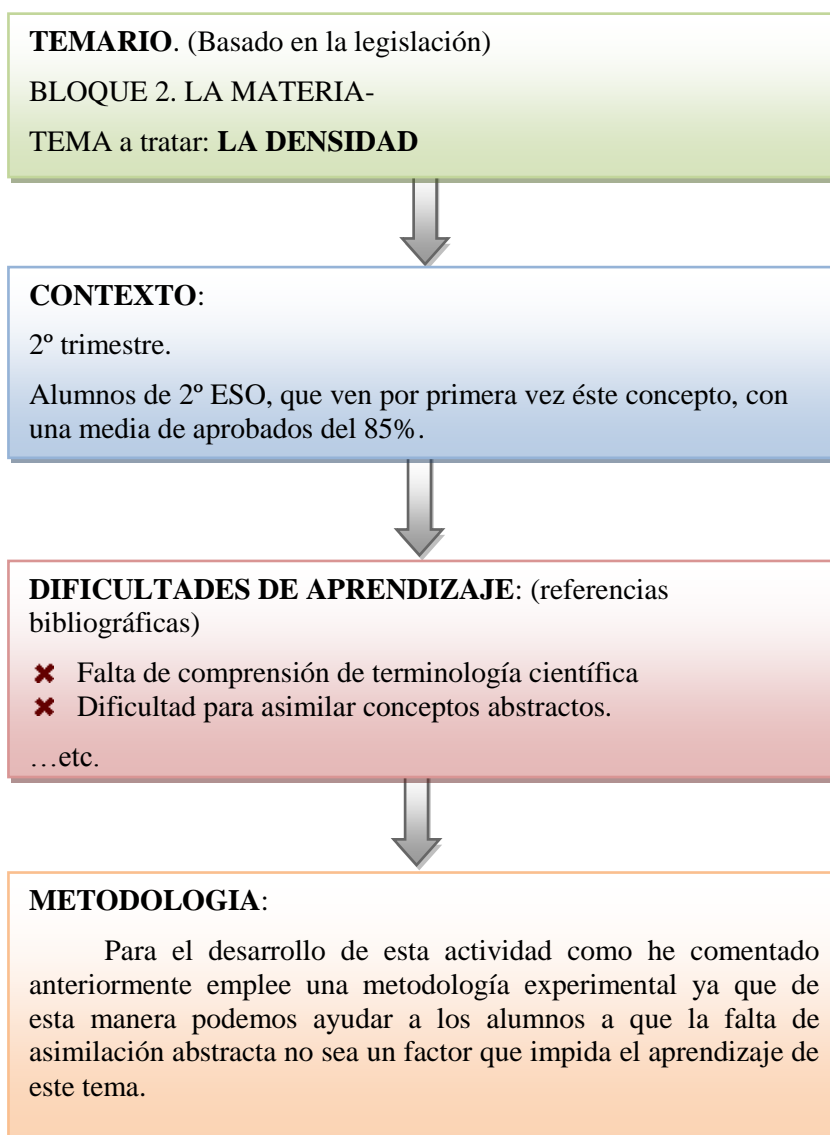 TEMARIO. (Basado en la legislación)
BLOQUE 2. LA MATERIA-
TEMA a tratar: LA DENSIDAD
CONTEXTO:
2º trimestre.
Alumnos de 2º ESO, que ven por primera vez éste concepto, con
una media de aprobados del 85%.
DIFICULTADES DE APRENDIZAJE: (referencias
bibliográficas)
Falta de comprensión de terminología científica
Dificultad para asimilar conceptos abstractos.
…etc.
METODOLOGIA:
Para el desarrollo de esta actividad como he comentado
anteriormente emplee una metodología experimental ya que de
esta manera podemos ayudar a los alumnos a que la falta de
asimilación abstracta no sea un factor que impida el aprendizaje de
este tema.